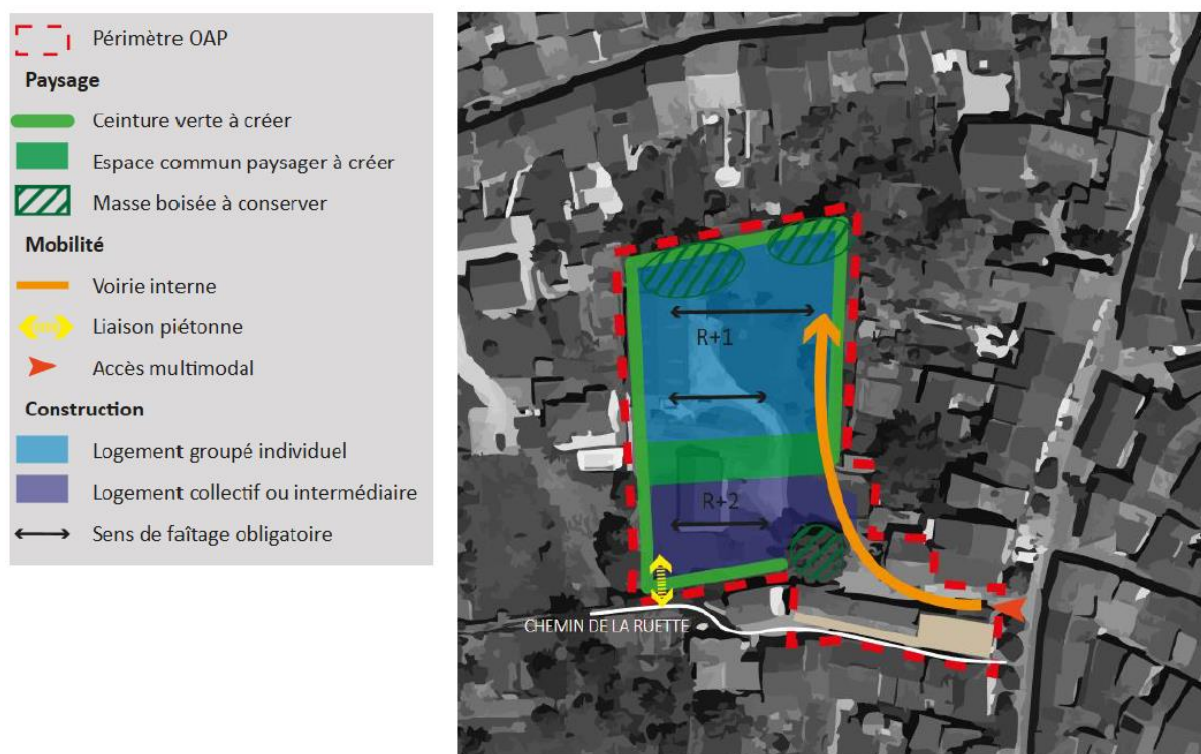 Périmètre OAP
Paysage
Ceinture verte à créer
Espace commun paysager à créer
Masse boisée à conserver
Mobilité
Voirie interne
Liaison piétonne
Accès multimodal
Construction
Logement groupé individuel
Logement collectif ou intermédiaire
Sens de faîtage obligatoire
R+1
R+2
CHEMIN DE LA RUETTE